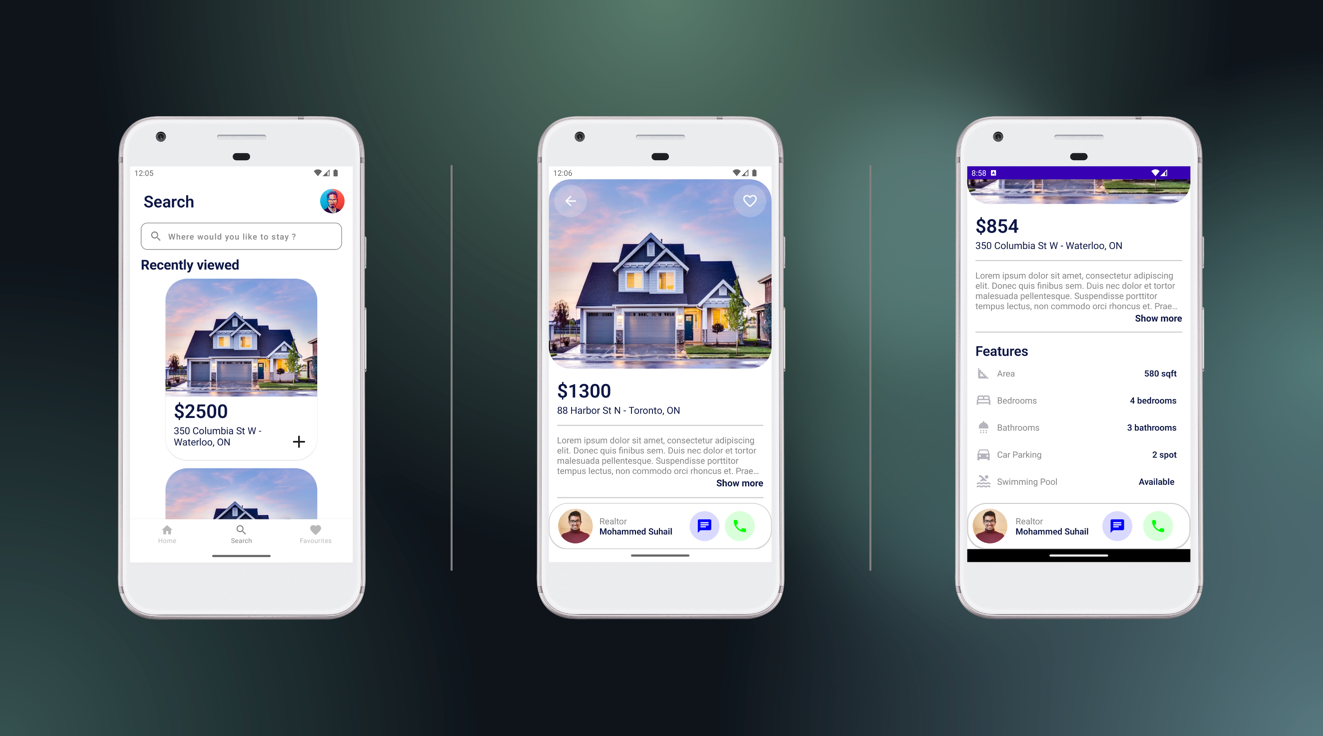 12:05
Search
Where would you like to stay ?
Recently viewed
$2500
350 Columbia St W -
Waterloo, ON
Home
Search
Favourites
12:06
$1300
88 Harbor St N - Toronto, ON
Lorem ipsum dolor sit amet, consectetur adipiscing
elit. Donec quis finibus sem. Duis nec dolor et tortor
malesuada pellentesque. Suspendisse porttitor
tempus lectus, non commodo orci rhoncus et. Prae...
Show more
Realtor
Mohammed Suhail
8:58
$854
350 Columbia St W - Waterloo, ON
Lorem ipsum dolor sit amet, consectetur adipiscing
elit. Donec quis finibus sem. Duis nec dolor et tortor
malesuada pellentesque. Suspendisse porttitor
tempus lectus, non commodo orci rhoncus et. Prae...
Show more
Features
Area 580 sqft
Bedrooms 4 bedrooms
Bathrooms 3 bathrooms
Car Parking 2 spot
Swimming Pool Available
Realtor
Mohammed Suhail